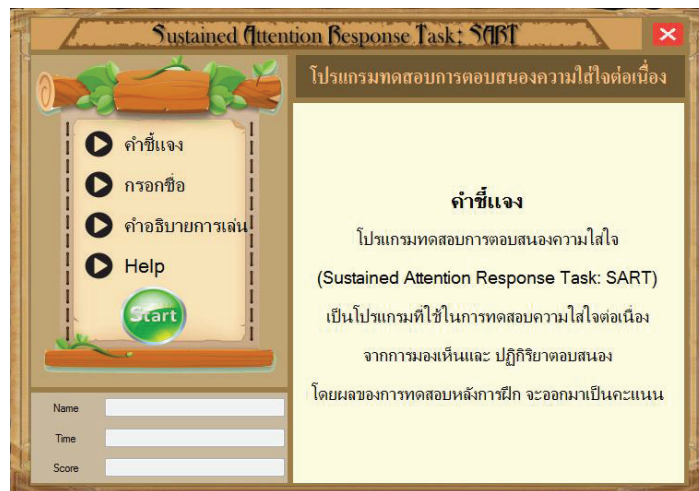 Sustained Attention Response Task: SART
โปรแกรมทดสอบการตอบสนองความใส่ใจต่อเนื่อง
คำชี้แจง
กรอกชื่อ
คำอธิบายการเล่น
Help
Start
Name
Time
Score
คำชี้แจง
โปรแกรมทดสอบการตอบสนองความใส่ใจ
(Sustained Attention Response Task: SART)
เป็นโปรแกรมที่ใช้ในการทดสอบความใส่ใจต่อเนื่อง
จากการมองเห็นและ ปฏิกิริยาตอบสนอง
โดยผลของการทดสอบหลังการฝึก จะออกมาเป็นคะแนน